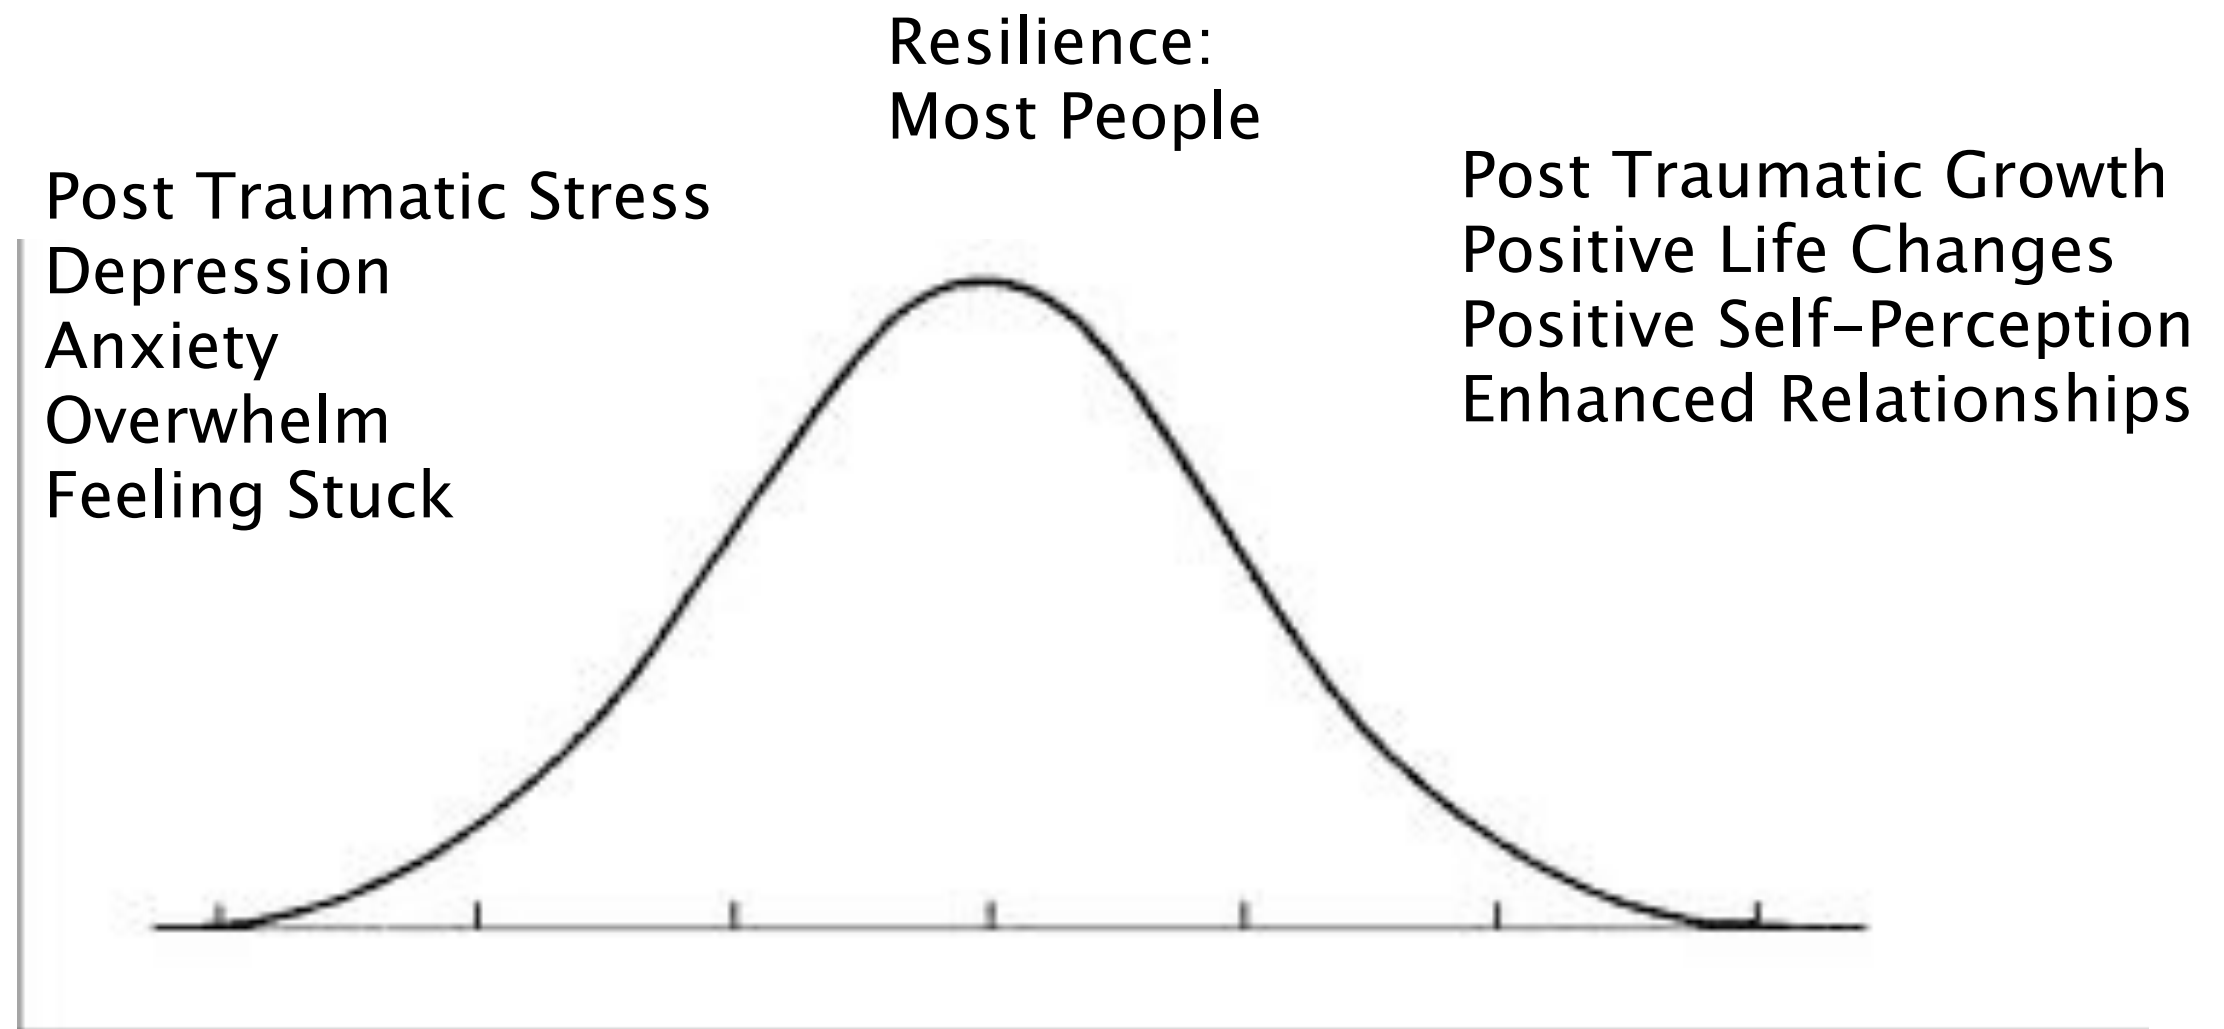 Resilience:
Most People
Post Traumatic Stress
Depression
Anxiety
Overwhelm
Feeling Stuck
Post Traumatic Growth
Positive Life Changes
Positive Self-Perception
Enhanced Relationships